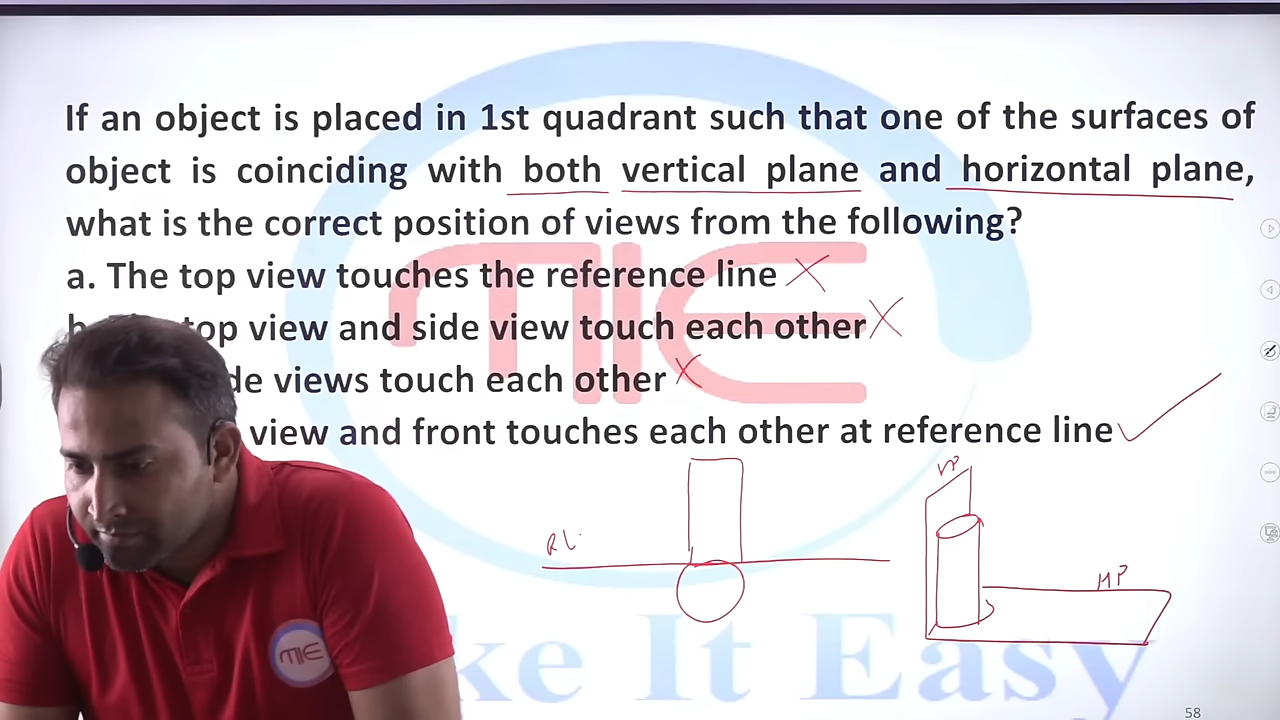 If an object is placed in 1st quadrant such that one of the surfaces of
object is coinciding with both vertical plane and horizontal plane,
what is the correct position of views from the following?
a. The top view touches the reference line
top view and side view touch each other
views touch each other
view and front touches each other at reference line
VP
RL
HP
MIE
ke It Easy
MIE
58